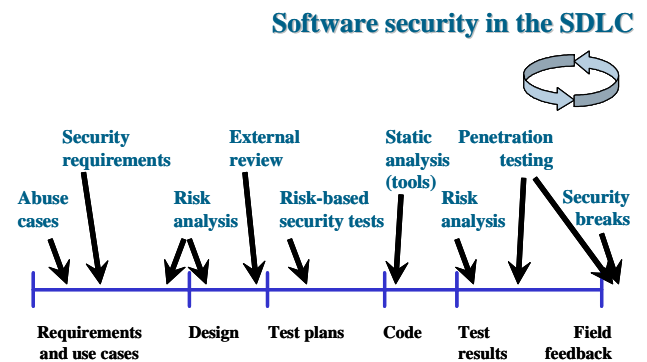 Software security in the SDLC
Security
requirements
External
review
Static
analysis
(tools)
Penetration
testing
Abuse
cases
Risk
analysis
Risk-based
security tests
Risk
analysis
Security
breaks
Requirements
and use cases
Design
Test plans
Code
Test
results
Field
feedback